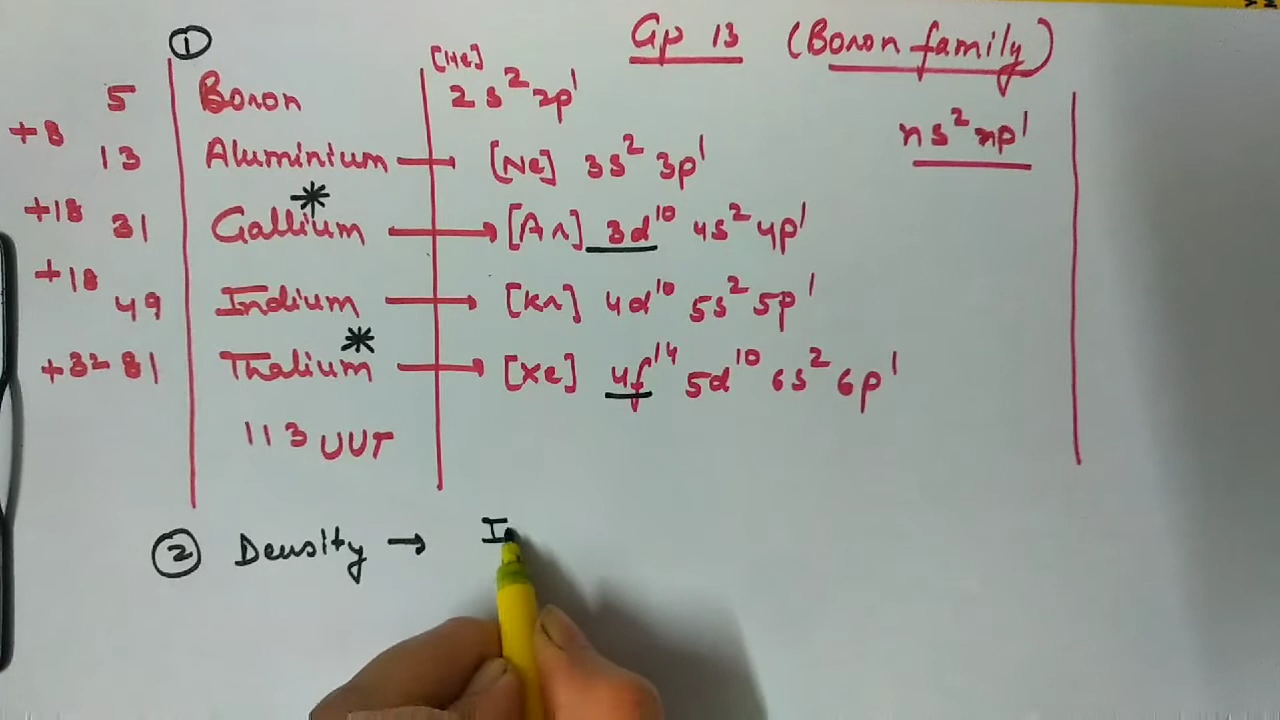 Gp 13 (Boron family)
①
5 Boron [He] 2s² 2p¹ ns² np¹
+8
13 Aluminium → [Ne] 3s² 3p¹
+18
31 Gallium* → [Ar] 3d¹⁰ 4s² 4p¹
+18
49 Indium → [Kr] 4d¹⁰ 5s² 5p¹
+32 81 Thalium* → [Xe] 4f¹⁴ 5d¹⁰ 6s² 6p¹
113 UUT
② Density → I